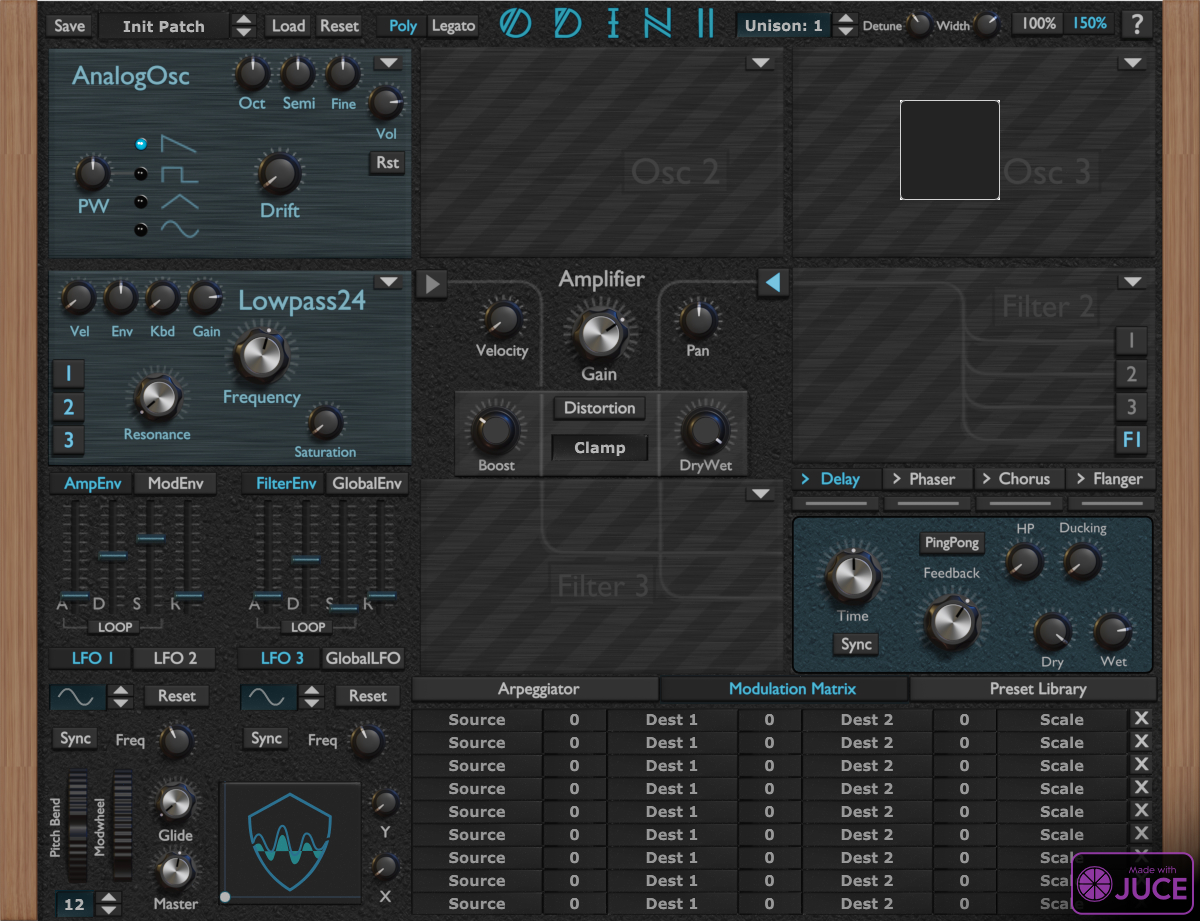 Save Init Patch Load Reset Poly Legato ODIN II Unison: 1 Detune Width 100% 150% ?
AnalogOsc
Oct Semi Fine
Vol
Rst
PW
Drift
Osc 2
Osc 3
Lowpass24
Vel Env Kbd Gain
Frequency
1
2
3
Resonance
Saturation
Amplifier
Velocity
Gain
Pan
Distortion
Clamp
Boost
DryWet
Filter 2
1
2
3
FI
AmpEnv ModEnv FilterEnv GlobalEnv
A D S R
LOOP
A D S R
LOOP
Filter 3
> Delay > Phaser > Chorus > Flanger
HP Ducking
PingPong
Feedback
Time
Sync
Dry Wet
LFO 1 LFO 2 LFO 3 GlobalLFO
Reset Reset
Sync Freq Sync Freq
Pitch Bend
Modwheel
Glide
Master
12
Y
X
Arpeggiator Modulation Matrix Preset Library
Source 0 Dest 1 0 Dest 2 0 Scale X
Source 0 Dest 1 0 Dest 2 0 Scale X
Source 0 Dest 1 0 Dest 2 0 Scale X
Source 0 Dest 1 0 Dest 2 0 Scale X
Source 0 Dest 1 0 Dest 2 0 Scale X
Source 0 Dest 1 0 Dest 2 0 Scale X
Source 0 Dest 1 0 Dest 2 0 Scale X
Source 0 Dest 1 0 Dest 2 0 Scal
Source 0 Dest 1 0 Dest 2 0 Scal
Made with
JUCE